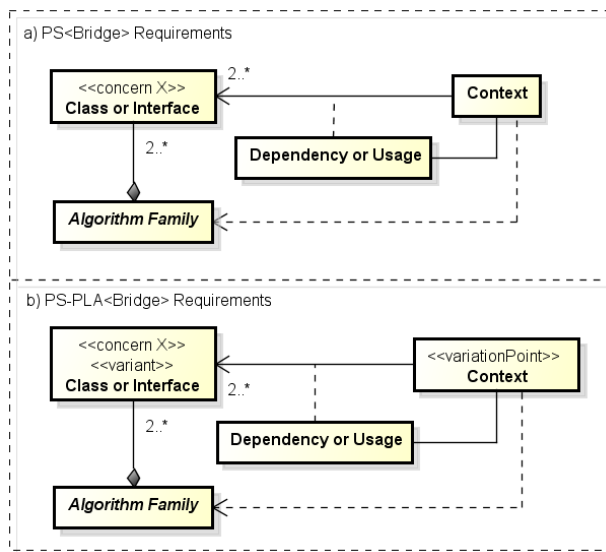 a) PS<Bridge> Requirements
<<concern X>>
Class or Interface
2..*
Context
Dependency or Usage
2..*
Algorithm Family
b) PS-PLA<Bridge> Requirements
<<concern X>>
<<variant>>
Class or Interface
2..*
<<variationPoint>>
Context
Dependency or Usage
2..*
Algorithm Family